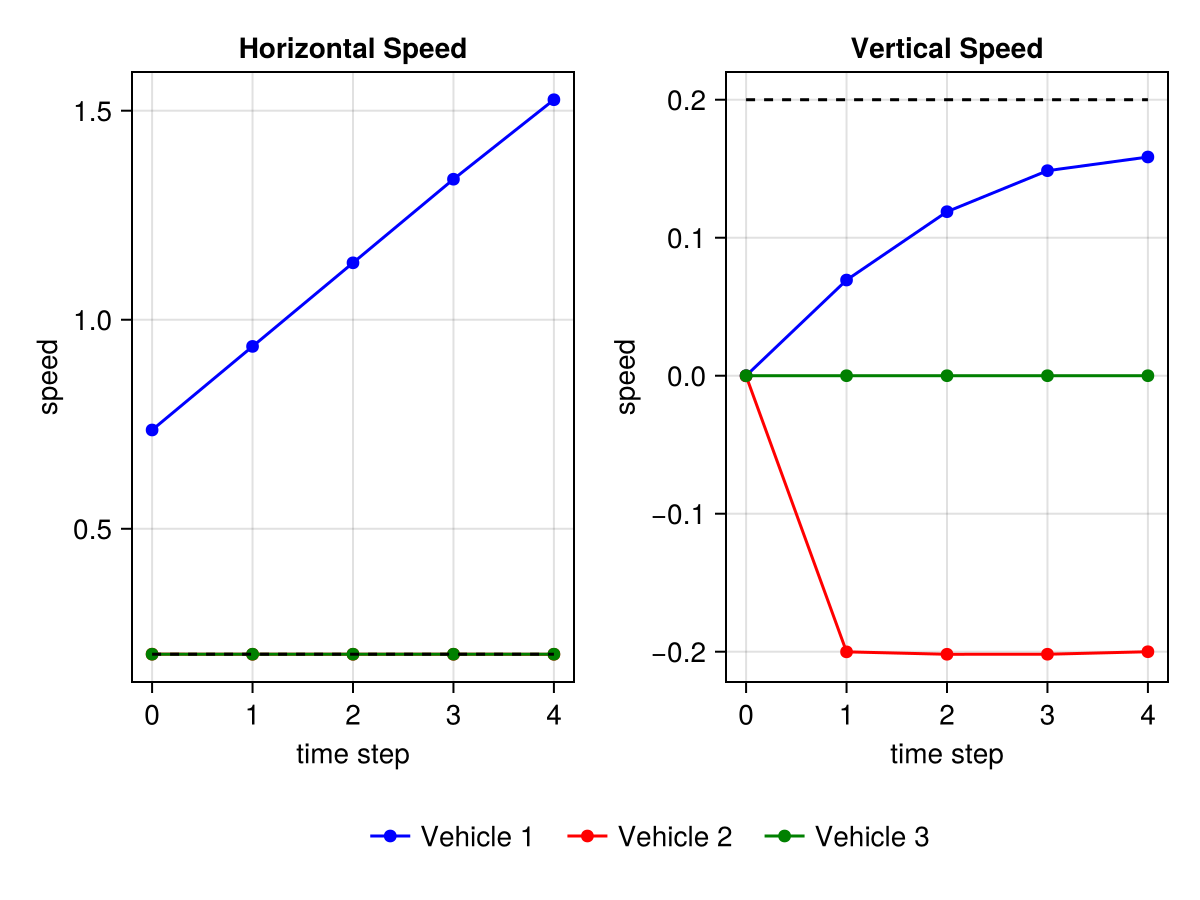 Horizontal Speed
1.5
1.0
0.5
speed
0 1 2 3 4
time step
Vertical Speed
0.2
0.1
0.0
−0.1
−0.2
speed
0 1 2 3 4
time step
Vehicle 1 Vehicle 2 Vehicle 3